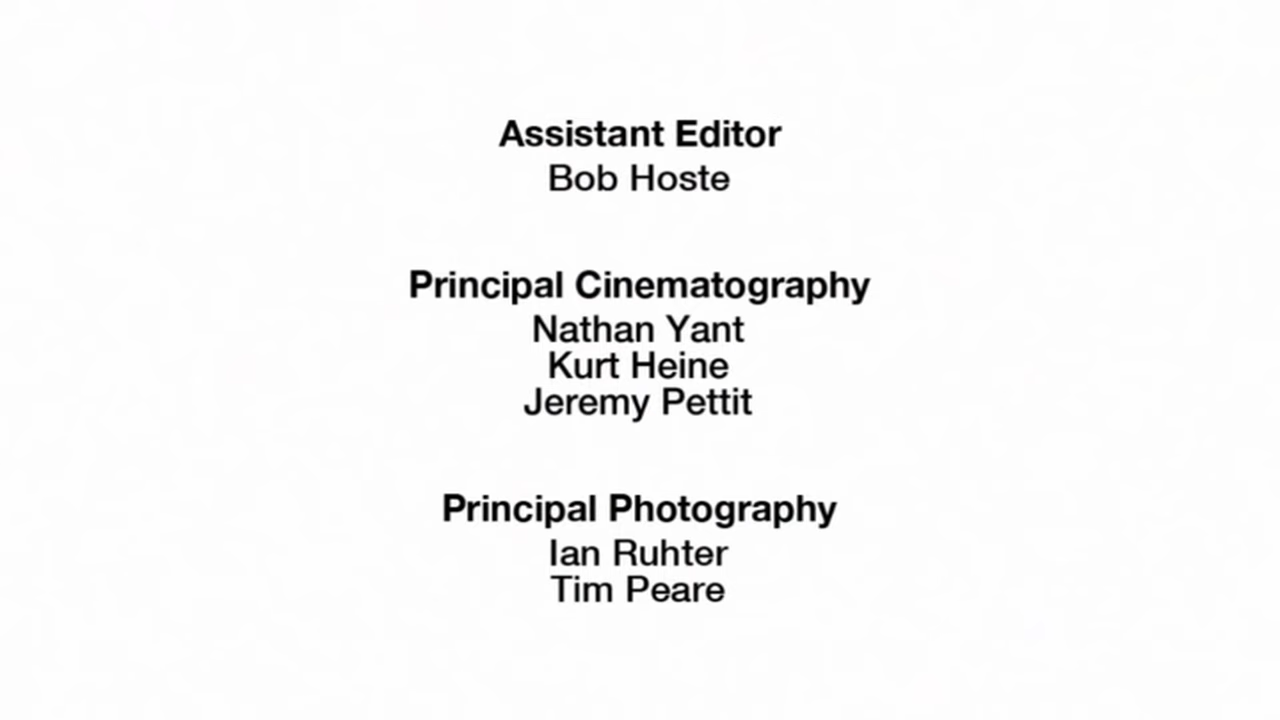 Assistant Editor
Bob Hoste
Principal Cinematography
Nathan Yant
Kurt Heine
Jeremy Pettit
Principal Photography
Ian Ruhter
Tim Peare